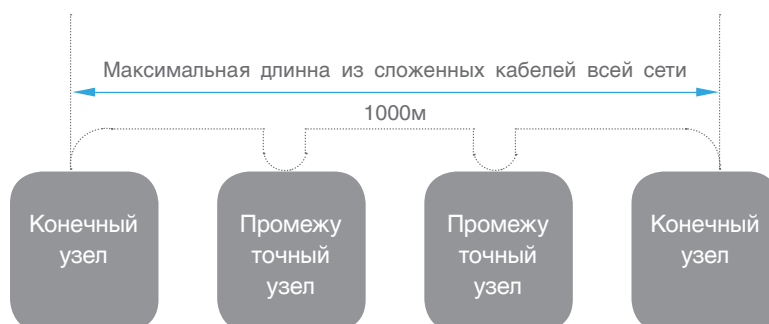 Максимальная длинна из сложенных кабелей всей сети
1000м
Конечный
узел
Промежу
точный
узел
Промежу
точный
узел
Конечный
узел